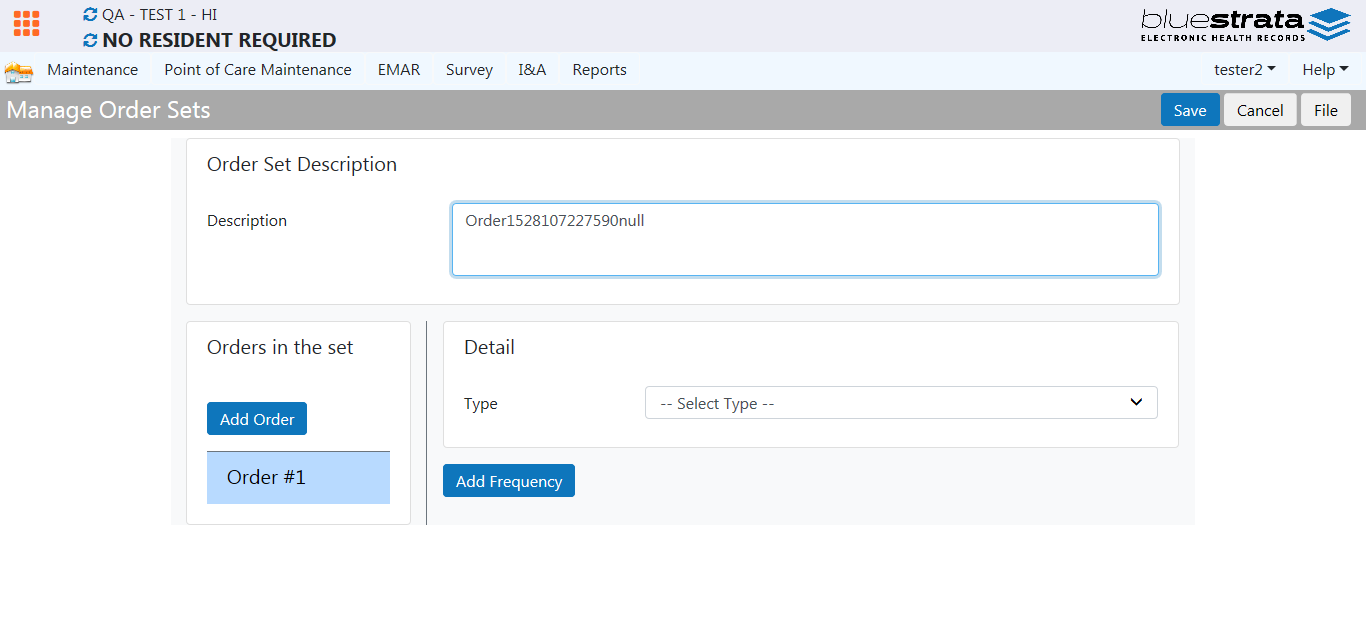 QA - TEST 1 - HI
NO RESIDENT REQUIRED
bluestrata
ELECTRONIC HEALTH RECORDS
Maintenance Point of Care Maintenance EMAR Survey I&A Reports tester2 Help
Manage Order Sets Save Cancel File
Order Set Description
Description Order1528107227590null
Orders in the set
Add Order
Order #1
Detail
Type -- Select Type --
Add Frequency